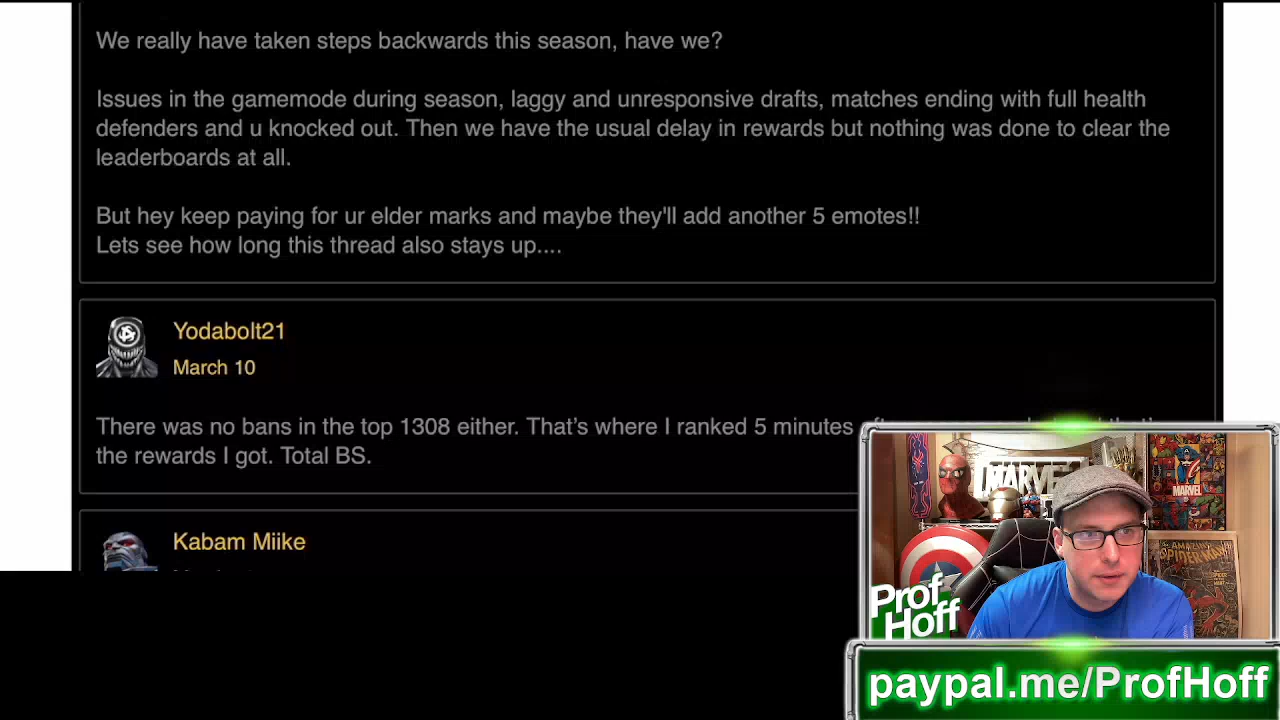 We really have taken steps backwards this season, have we?
Issues in the gamemode during season, laggy and unresponsive drafts, matches ending with full health
defenders and u knocked out. Then we have the usual delay in rewards but nothing was done to clear the
leaderboards at all.
But hey keep paying for ur elder marks and maybe they'll add another 5 emotes!!
Lets see how long this thread also stays up....
Yodabolt21
March 10
There was no bans in the top 1308 either. That's where I ranked 5 minutes
the rewards I got. Total BS.
Kabam Miike
MARVEL
MARVEL
AMAZING
SPIDER-MAN
Prof
Hoff
paypal.me/ProfHoff